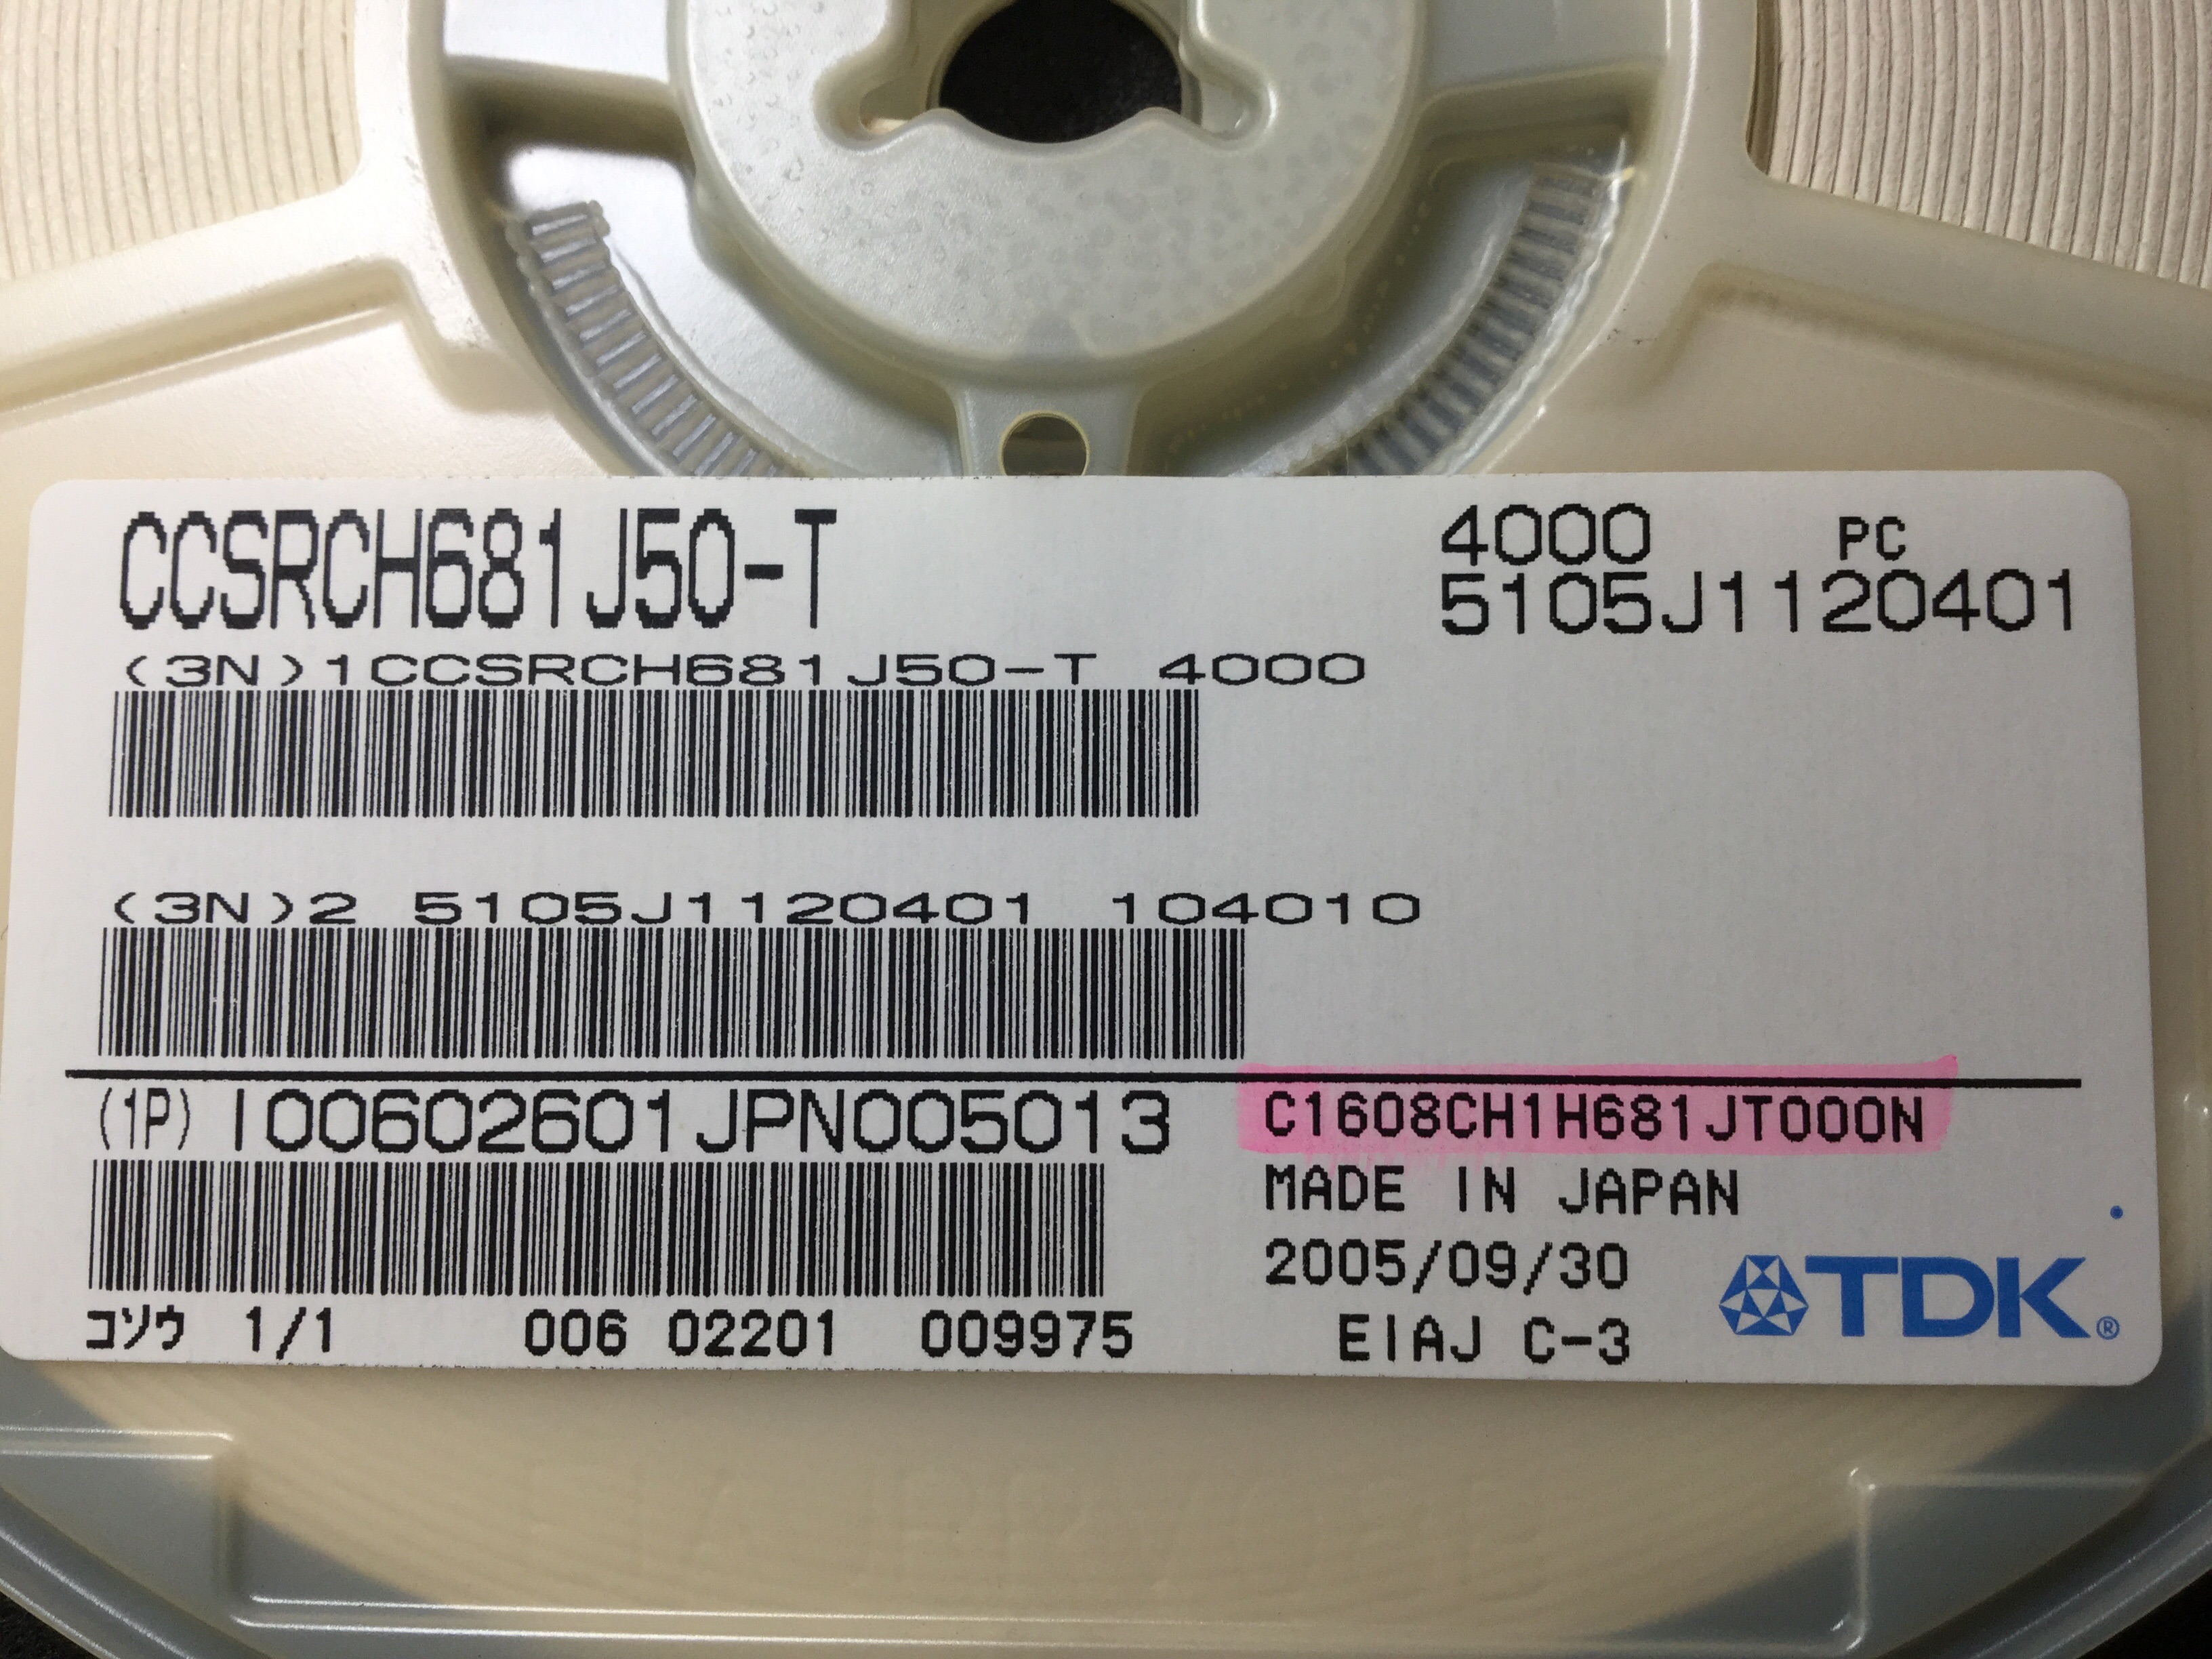 CCSRCH681J50-T
4000 PC
5105J1120401
(3N)1CCSRCH681J50-T 4000
(3N)2 5105J1120401 104010
(1P) I00602601JPN005013
C1608CH1H681JT000N
MADE IN JAPAN
2005/09/30
コソウ 1/1 006 02201 009975
EIAJ C-3
TDK®